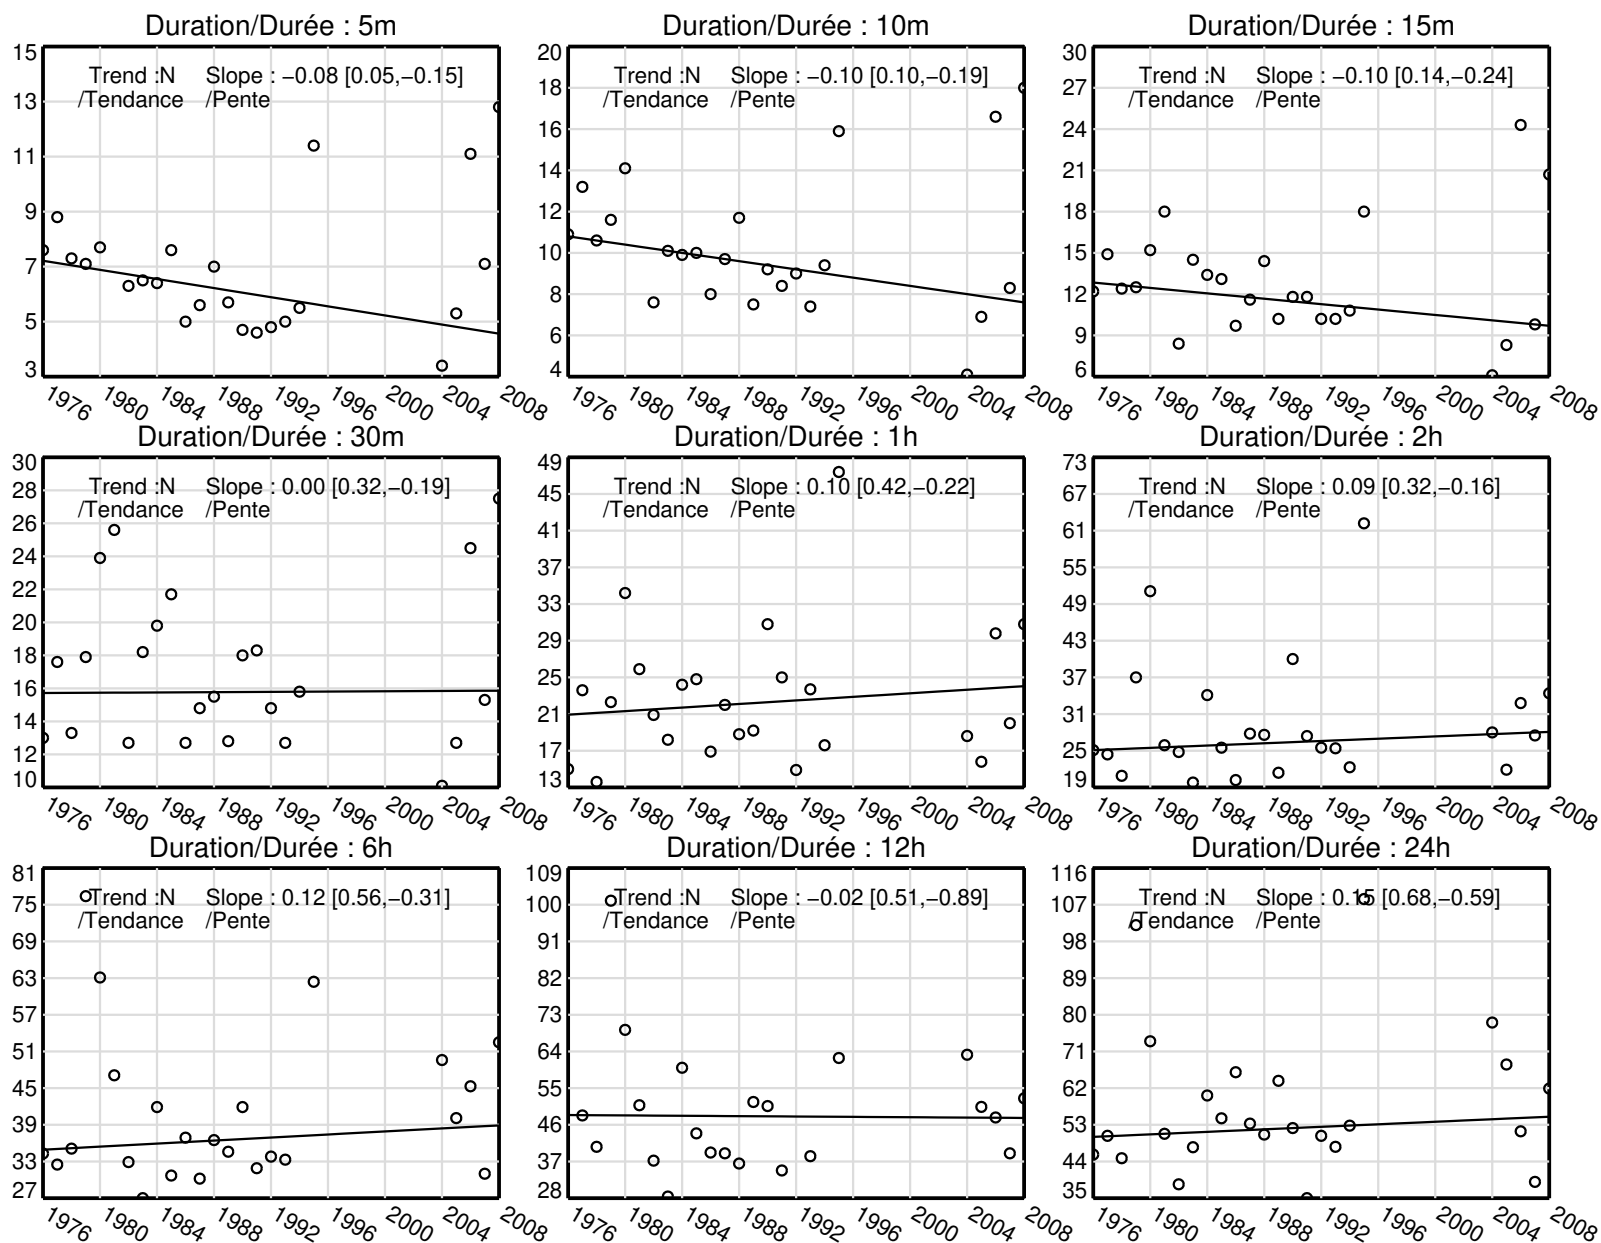 Duration/Durée : 5m
15
13
11
9
7
5
3
Trend :N Slope : −0.08 [0.05,−0.15]
/Tendance /Pente
1976 1980 1984 1988 1992 1996 2000 2004 2008
Duration/Durée : 10m
20
18
16
14
12
10
8
6
4
Trend :N Slope : −0.10 [0.10,−0.19]
/Tendance /Pente
1976 1980 1984 1988 1992 1996 2000 2004 2008
Duration/Durée : 15m
30
27
24
21
18
15
12
9
6
Trend :N Slope : −0.10 [0.14,−0.24]
/Tendance /Pente
1976 1980 1984 1988 1992 1996 2000 2004 2008
Duration/Durée : 30m
30
28
26
24
22
20
18
16
14
12
10
Trend :N Slope : 0.00 [0.32,−0.19]
/Tendance /Pente
1976 1980 1984 1988 1992 1996 2000 2004 2008
Duration/Durée : 1h
49
45
41
37
33
29
25
21
17
13
Trend :N Slope : 0.10 [0.42,−0.22]
/Tendance /Pente
1976 1980 1984 1988 1992 1996 2000 2004 2008
Duration/Durée : 2h
73
67
61
55
49
43
37
31
25
19
Trend :N Slope : 0.09 [0.32,−0.16]
/Tendance /Pente
1976 1980 1984 1988 1992 1996 2000 2004 2008
Duration/Durée : 6h
81
75
69
63
57
51
45
39
33
27
Trend :N Slope : 0.12 [0.56,−0.31]
/Tendance /Pente
1976 1980 1984 1988 1992 1996 2000 2004 2008
Duration/Durée : 12h
109
100
91
82
73
64
55
46
37
28
Trend :N Slope : −0.02 [0.51,−0.89]
/Tendance /Pente
1976 1980 1984 1988 1992 1996 2000 2004 2008
Duration/Durée : 24h
116
107
98
89
80
71
62
53
44
35
Trend :N Slope : 0.15 [0.68,−0.59]
/Tendance /Pente
1976 1980 1984 1988 1992 1996 2000 2004 2008